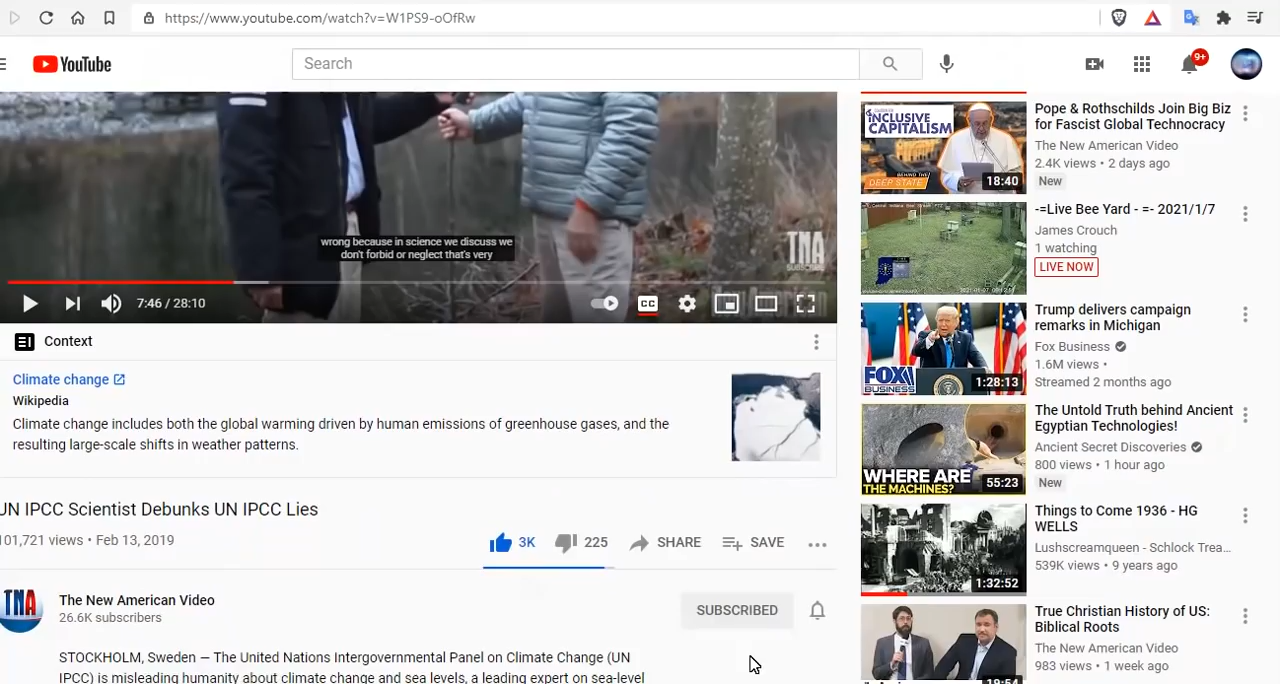 https://www.youtube.com/watch?v=W1PS9-oOfRw
YouTube
Search
9+
wrong because in science we discuss we
don't forbid or neglect that's very
TNA
SUBSCRIBE
7:46 / 28:10
CC
Context
Climate change
Wikipedia
Climate change includes both the global warming driven by human emissions of greenhouse gases, and the
resulting large-scale shifts in weather patterns.
UN IPCC Scientist Debunks UN IPCC Lies
101,721 views • Feb 13, 2019
3K
225
SHARE
SAVE
TNA
The New American Video
26.6K subscribers
SUBSCRIBED
STOCKHOLM, Sweden — The United Nations Intergovernmental Panel on Climate Change (UN
IPCC) is misleading humanity about climate change and sea levels, a leading expert on sea-level
INCLUSIVE
CAPITALISM
BEHIND THE
DEEP STATE
18:40
Pope & Rothschilds Join Big Biz
for Fascist Global Technocracy
The New American Video
2.4K views • 2 days ago
New
-=Live Bee Yard - =- 2021/1/7
James Crouch
1 watching
LIVE NOW
FOX
BUSINESS
1:28:13
Trump delivers campaign
remarks in Michigan
Fox Business
1.6M views •
Streamed 2 months ago
WHERE ARE
THE MACHINES?
55:23
The Untold Truth behind Ancient
Egyptian Technologies!
Ancient Secret Discoveries
800 views • 1 hour ago
New
1:32:52
Things to Come 1936 - HG
WELLS
Lushscreamqueen - Schlock Trea...
539K views • 9 years ago
19:54
True Christian History of US:
Biblical Roots
The New American Video
983 views • 1 week ago